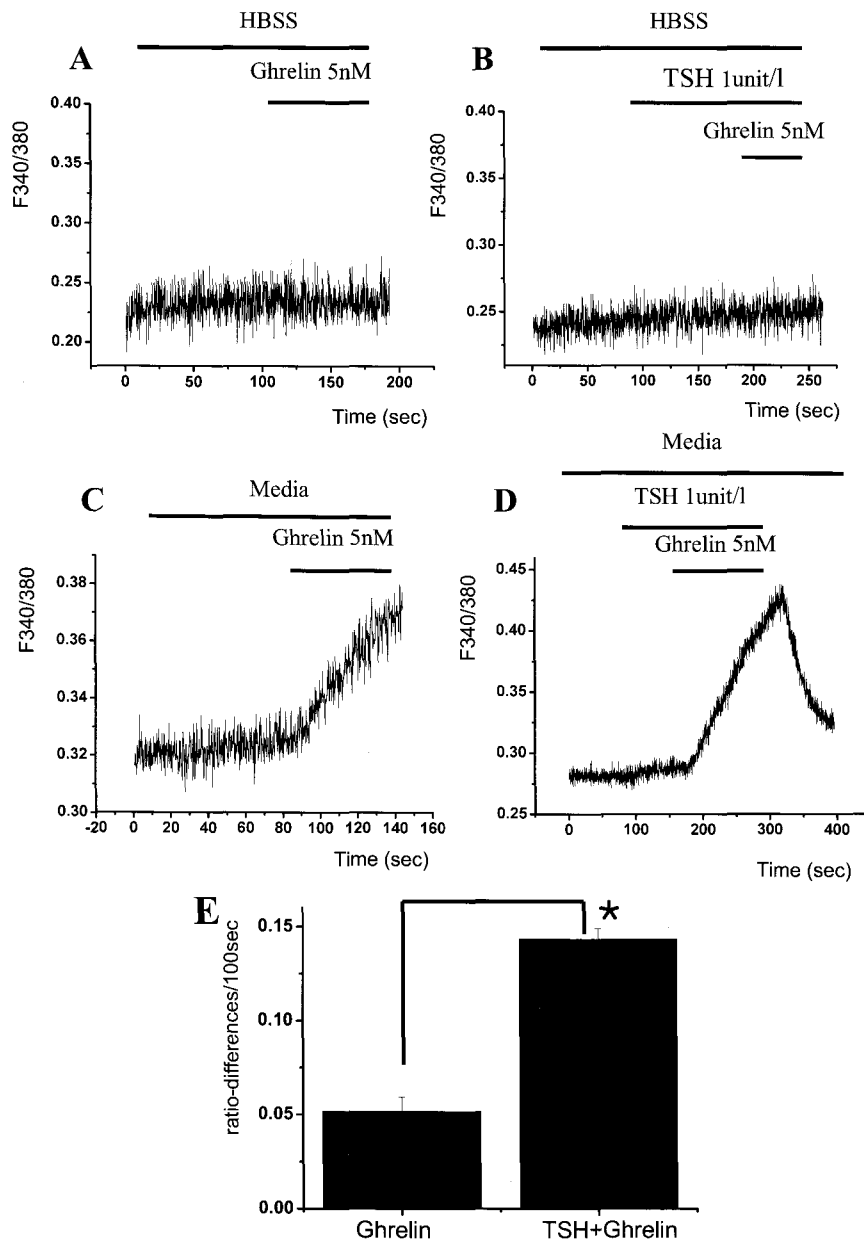 HBSS
A
Ghrelin 5nM
0.40
0.35
0.30
0.25
0.20
F340/380
0 50 100 150 200
Time (sec)
HBSS
B
TSH 1unit/l
Ghrelin 5nM
0.40
0.35
0.30
0.25
F340/380
0 50 100 150 200 250
Time (sec)
Media
C
Ghrelin 5nM
0.38
0.36
0.34
0.32
0.30
F340/380
-20 0 20 40 60 80 100 120 140 160
Time (sec)
Media
D
TSH 1unit/l
Ghrelin 5nM
0.45
0.40
0.35
0.30
0.25
F340/380
0 100 200 300 400
Time (sec)
E
*
0.15
0.10
0.05
0.00
ratio-differences/100sec
Ghrelin TSH+Ghrelin